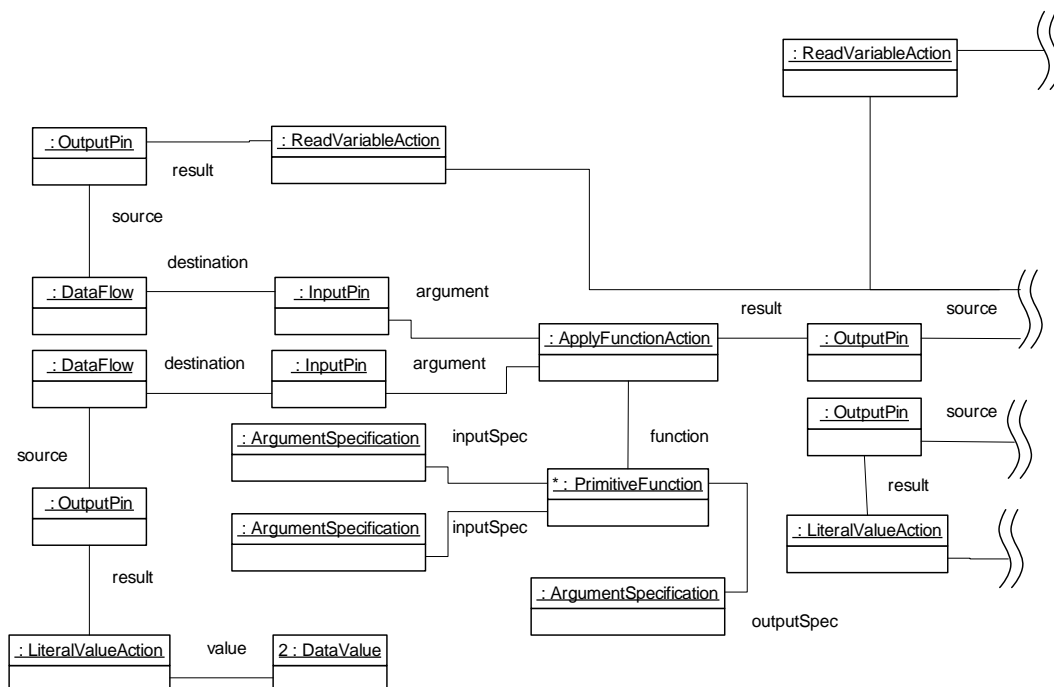 : ReadVariableAction
: OutputPin
: ReadVariableAction
result
source
destination
: DataFlow
: InputPin
argument
result
source
: ApplyFunctionAction
: OutputPin
: DataFlow
destination
: InputPin
argument
: OutputPin
source
: ArgumentSpecification
inputSpec
function
source
* : PrimitiveFunction
result
: OutputPin
: ArgumentSpecification
inputSpec
: LiteralValueAction
result
: ArgumentSpecification
outputSpec
: LiteralValueAction
value
2 : DataValue